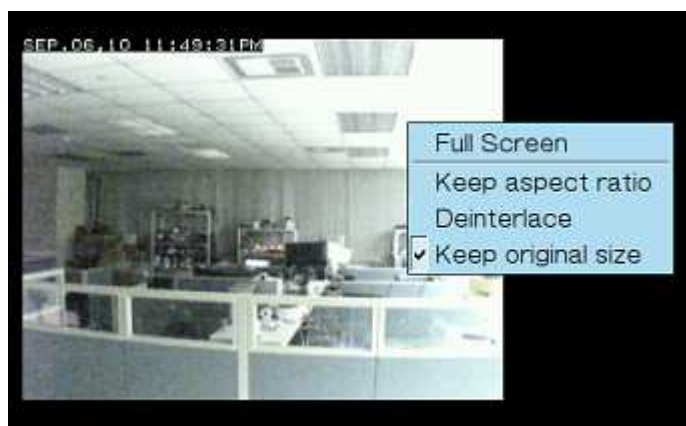 SEP.06,10 11:49:31PM
Full Screen
Keep aspect ratio
Deinterlace
Keep original size